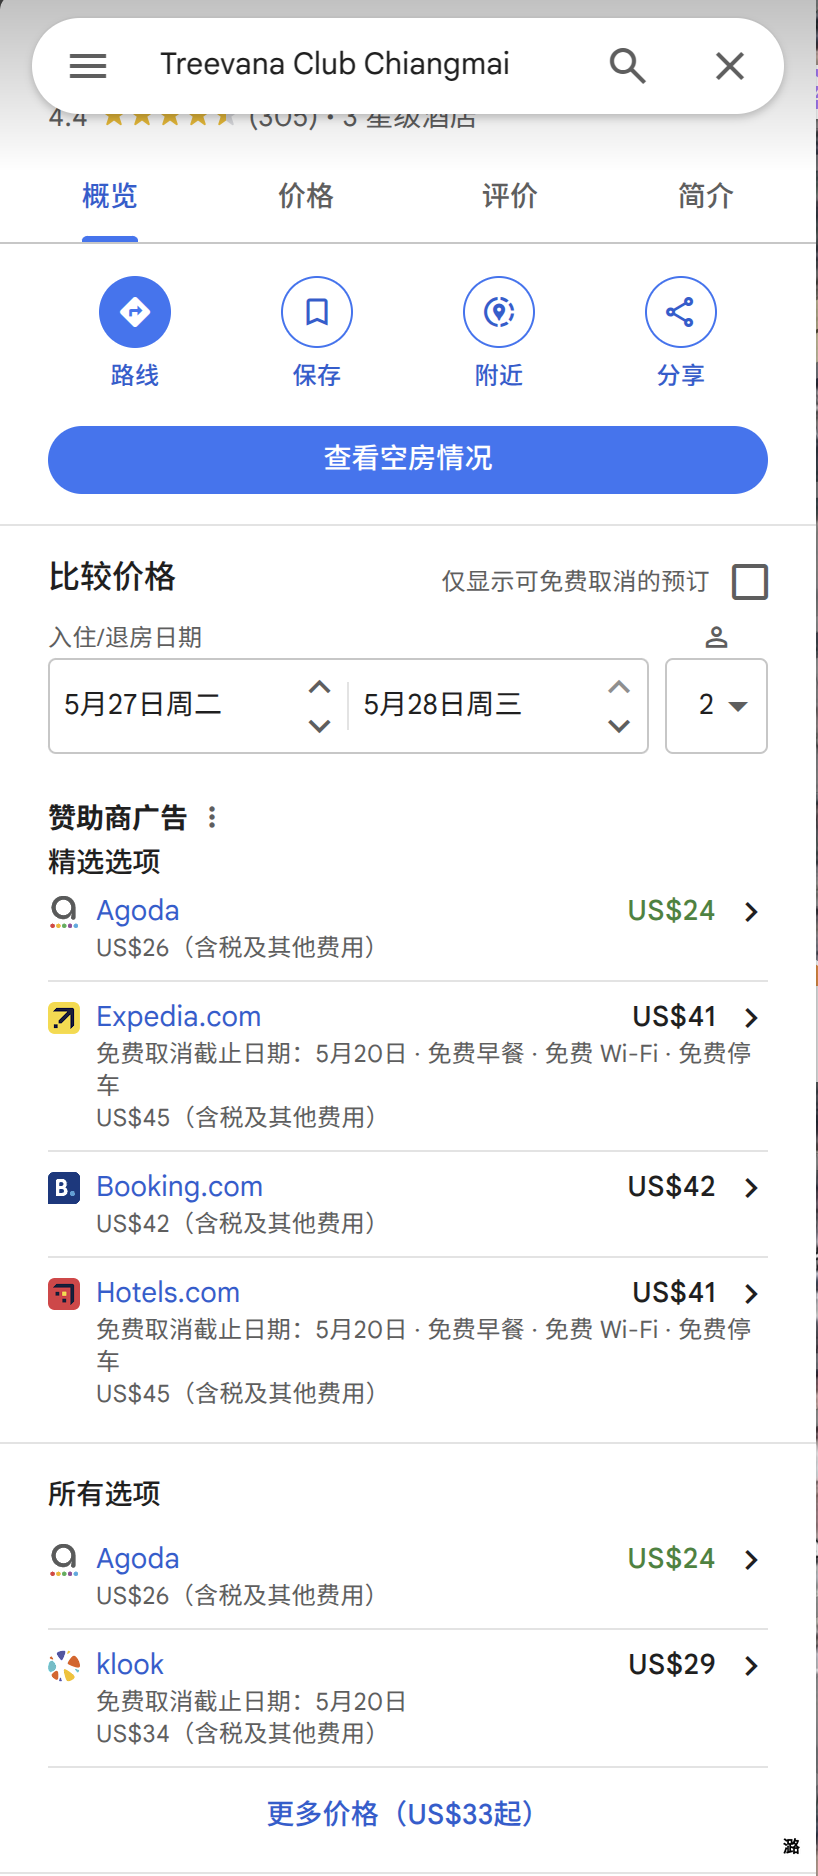 Treevana Club Chiangmai
4.4 (305) · 3 星级酒店
概览 价格 评价 简介
路线 保存 附近 分享
查看空房情况
比较价格 仅显示可免费取消的预订
入住/退房日期
5月27日周二 5月28日周三 2
赞助商广告
精选选项
Agoda US$24
US$26（含税及其他费用）
Expedia.com US$41
免费取消截止日期：5月20日 · 免费早餐 · 免费 Wi-Fi · 免费停
车
US$45（含税及其他费用）
B.
Booking.com US$42
US$42（含税及其他费用）
Hotels.com US$41
免费取消截止日期：5月20日 · 免费早餐 · 免费 Wi-Fi · 免费停
车
US$45（含税及其他费用）
所有选项
Agoda US$24
US$26（含税及其他费用）
klook US$29
免费取消截止日期：5月20日
US$34（含税及其他费用）
更多价格（US$33起）
潞